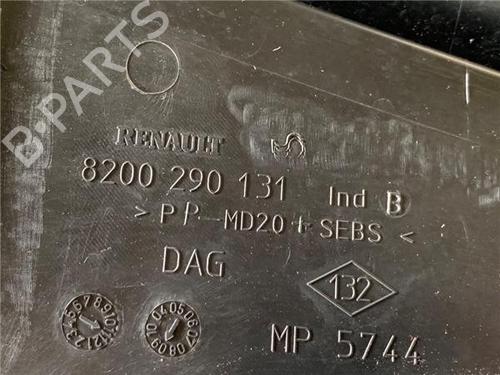 B-PARTS
RENAULT
8200 290 131 Ind B
> PP-MD20+SEBS <
DAG
132
MP 5744